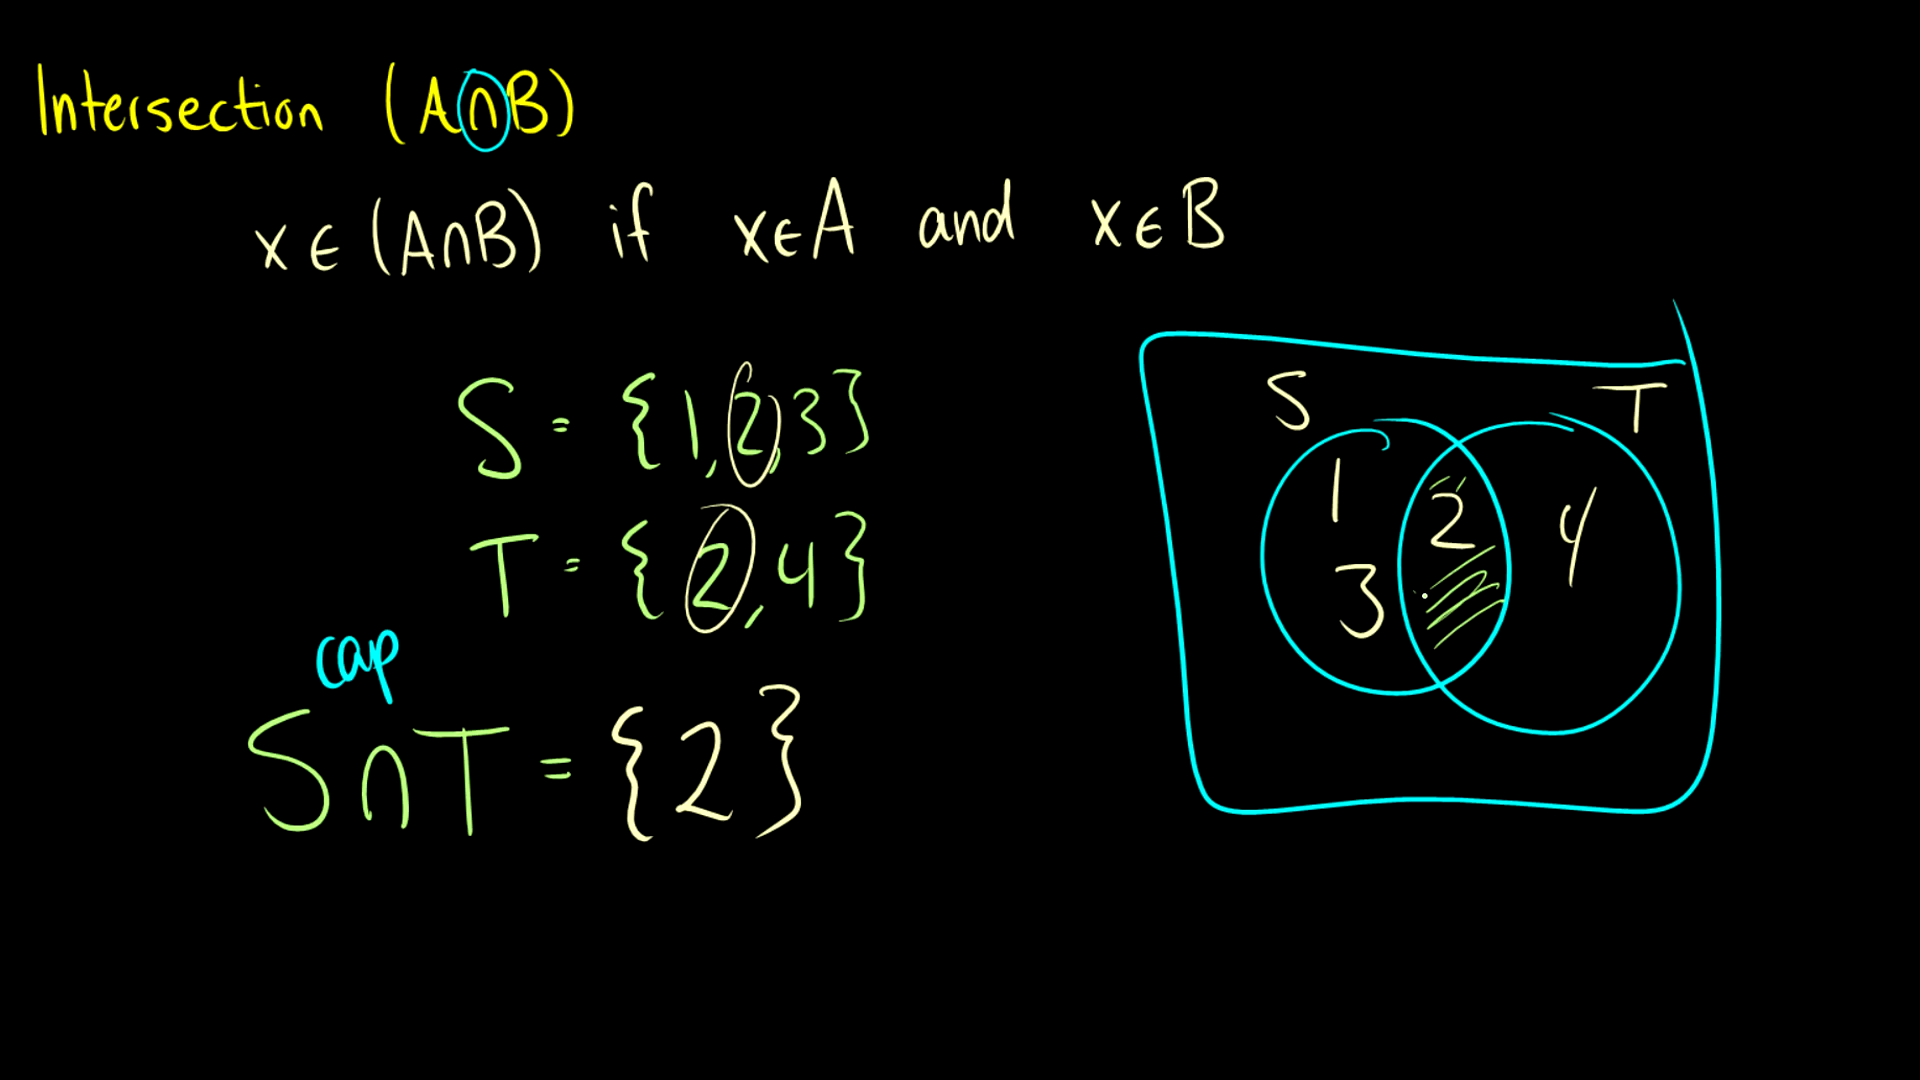 Intersection (A∩B)
x ∈ (A∩B) if x∈A and x∈B
S = {1,2,3}
T = {2,4}
cap
S∩T = {2}
S T
1 2 4
3